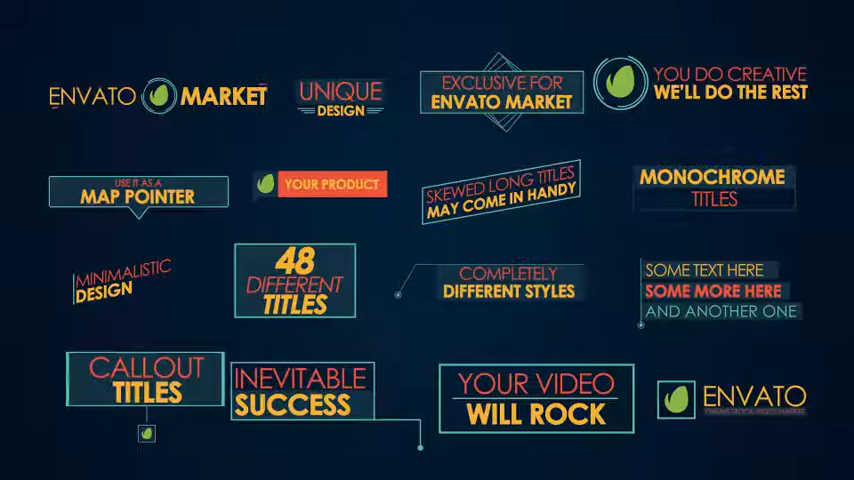 ENVATO MARKET
UNIQUE
DESIGN
EXCLUSIVE FOR
ENVATO MARKET
YOU DO CREATIVE
WE'LL DO THE REST
USE IT AS A
MAP POINTER
YOUR PRODUCT
SKEWED LONG TITLES
MAY COME IN HANDY
MONOCHROME
TITLES
MINIMALISTIC
DESIGN
48
DIFFERENT
TITLES
COMPLETELY
DIFFERENT STYLES
SOME TEXT HERE
SOME MORE HERE
AND ANOTHER ONE
CALLOUT
TITLES
INEVITABLE
SUCCESS
YOUR VIDEO
WILL ROCK
ENVATO